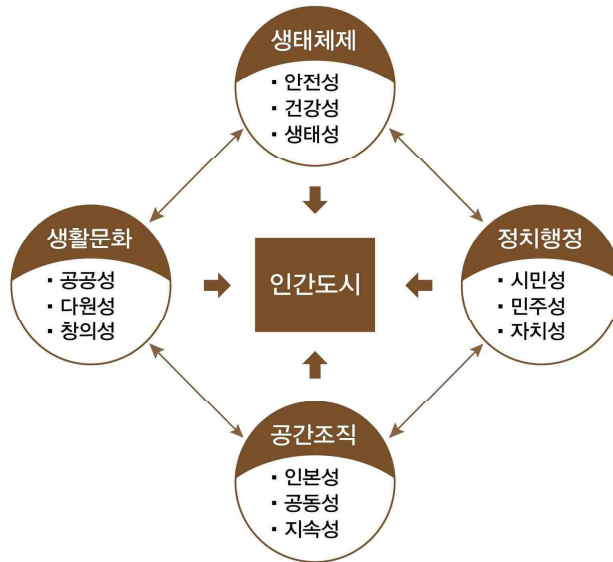 생태체제
▪ 안전성
▪ 건강성
▪ 생태성
생활문화
▪ 공공성
▪ 다원성
▪ 창의성
인간도시
정치행정
▪ 시민성
▪ 민주성
▪ 자치성
공간조직
▪ 인본성
▪ 공동성
▪ 지속성